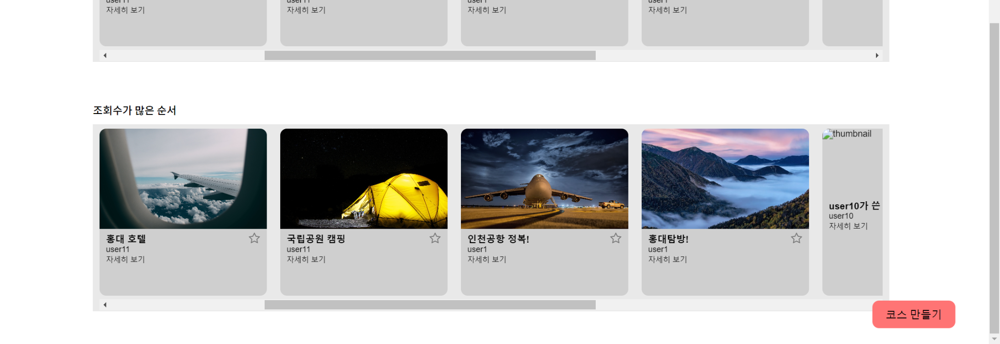 user11
user11
user1
user1
자세히 보기
자세히 보기
자세히 보기
자세히 보기
조회수가 많은 순서
thumbnail
홍대 호텔
user11
자세히 보기
국립공원 캠핑
user11
자세히 보기
인천공항 정복!
user1
자세히 보기
홍대탐방!
user1
자세히 보기
user10가 쓴
user10
자세히 보기
코스 만들기